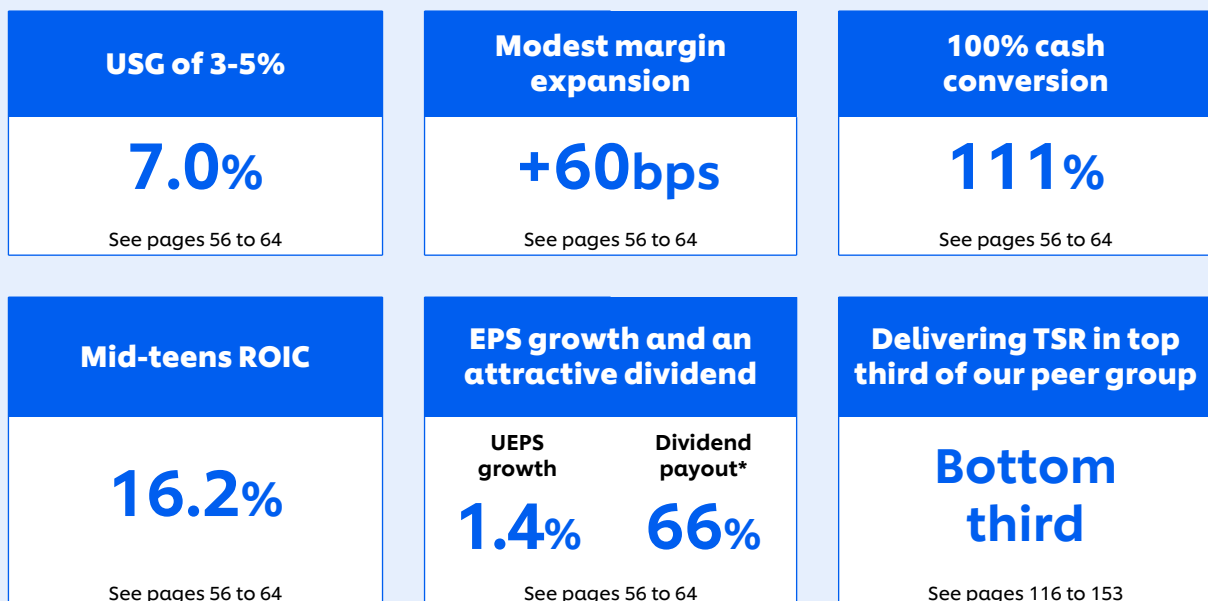 USG of 3-5%
7.0%
See pages 56 to 64
Modest margin
expansion
+60bps
See pages 56 to 64
100% cash
conversion
111%
See pages 56 to 64
Mid-teens ROIC
16.2%
See pages 56 to 64
EPS growth and an
attractive dividend
UEPS
growth
1.4%
Dividend
payout*
66%
See pages 56 to 64
Delivering TSR in top
third of our peer group
Bottom
third
See pages 116 to 153